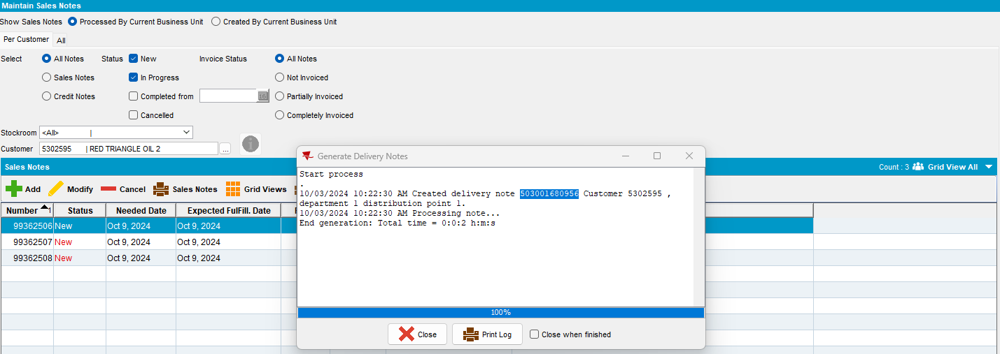 Maintain Sales Notes
Show Sales Notes Processed By Current Business Unit Created By Current Business Unit
Per Customer All
Select All Notes Status New Invoice Status All Notes
Sales Notes In Progress Not Invoiced
Credit Notes Completed from 16 Partially Invoiced
Cancelled Completely Invoiced
Stockroom <All>
Customer 5302595 RED TRIANGLE OIL 2 ...
Sales Notes Count : 3 Grid View All
Add Modify Cancel Sales Notes Grid Views
Number 1 Status Needed Date Expected FulFill. Date
99362506 New Oct 9, 2024 Oct 9, 2024
99362507 New Oct 9, 2024 Oct 9, 2024
99362508 New Oct 9, 2024 Oct 9, 2024
Generate Delivery Notes
Start process
.
10/03/2024 10:22:30 AM Created delivery note 503001680956 Customer 5302595 ,
department 1 distribution point 1.
10/03/2024 10:22:30 AM Processing note...
End generation: Total time = 0:0:2 h:m:s
100%
Close Print Log Close when finished